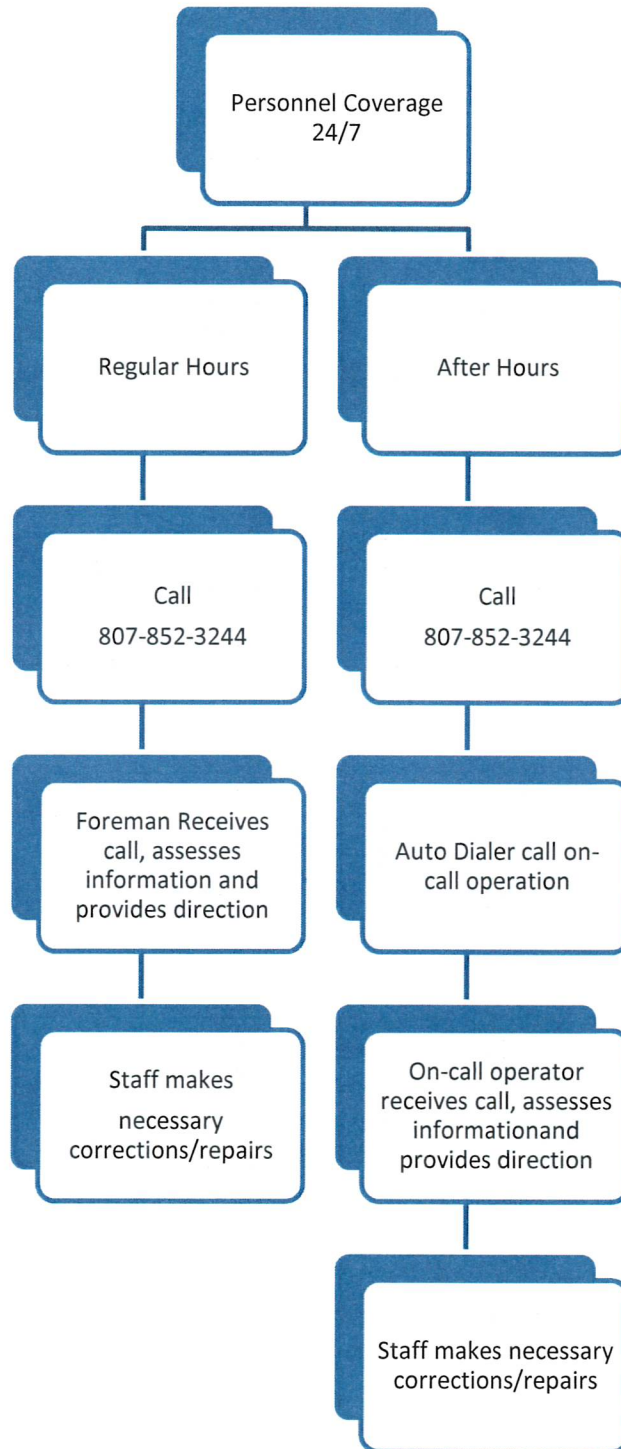 Personnel Coverage
24/7
Regular Hours
After Hours
Call
807-852-3244
Call
807-852-3244
Foreman Receives
call, assesses
information and
provides direction
Auto Dialer call on-
call operation
Staff makes
necessary
corrections/repairs
On-call operator
receives call, assesses
informationand
provides direction
Staff makes necessary
corrections/repairs